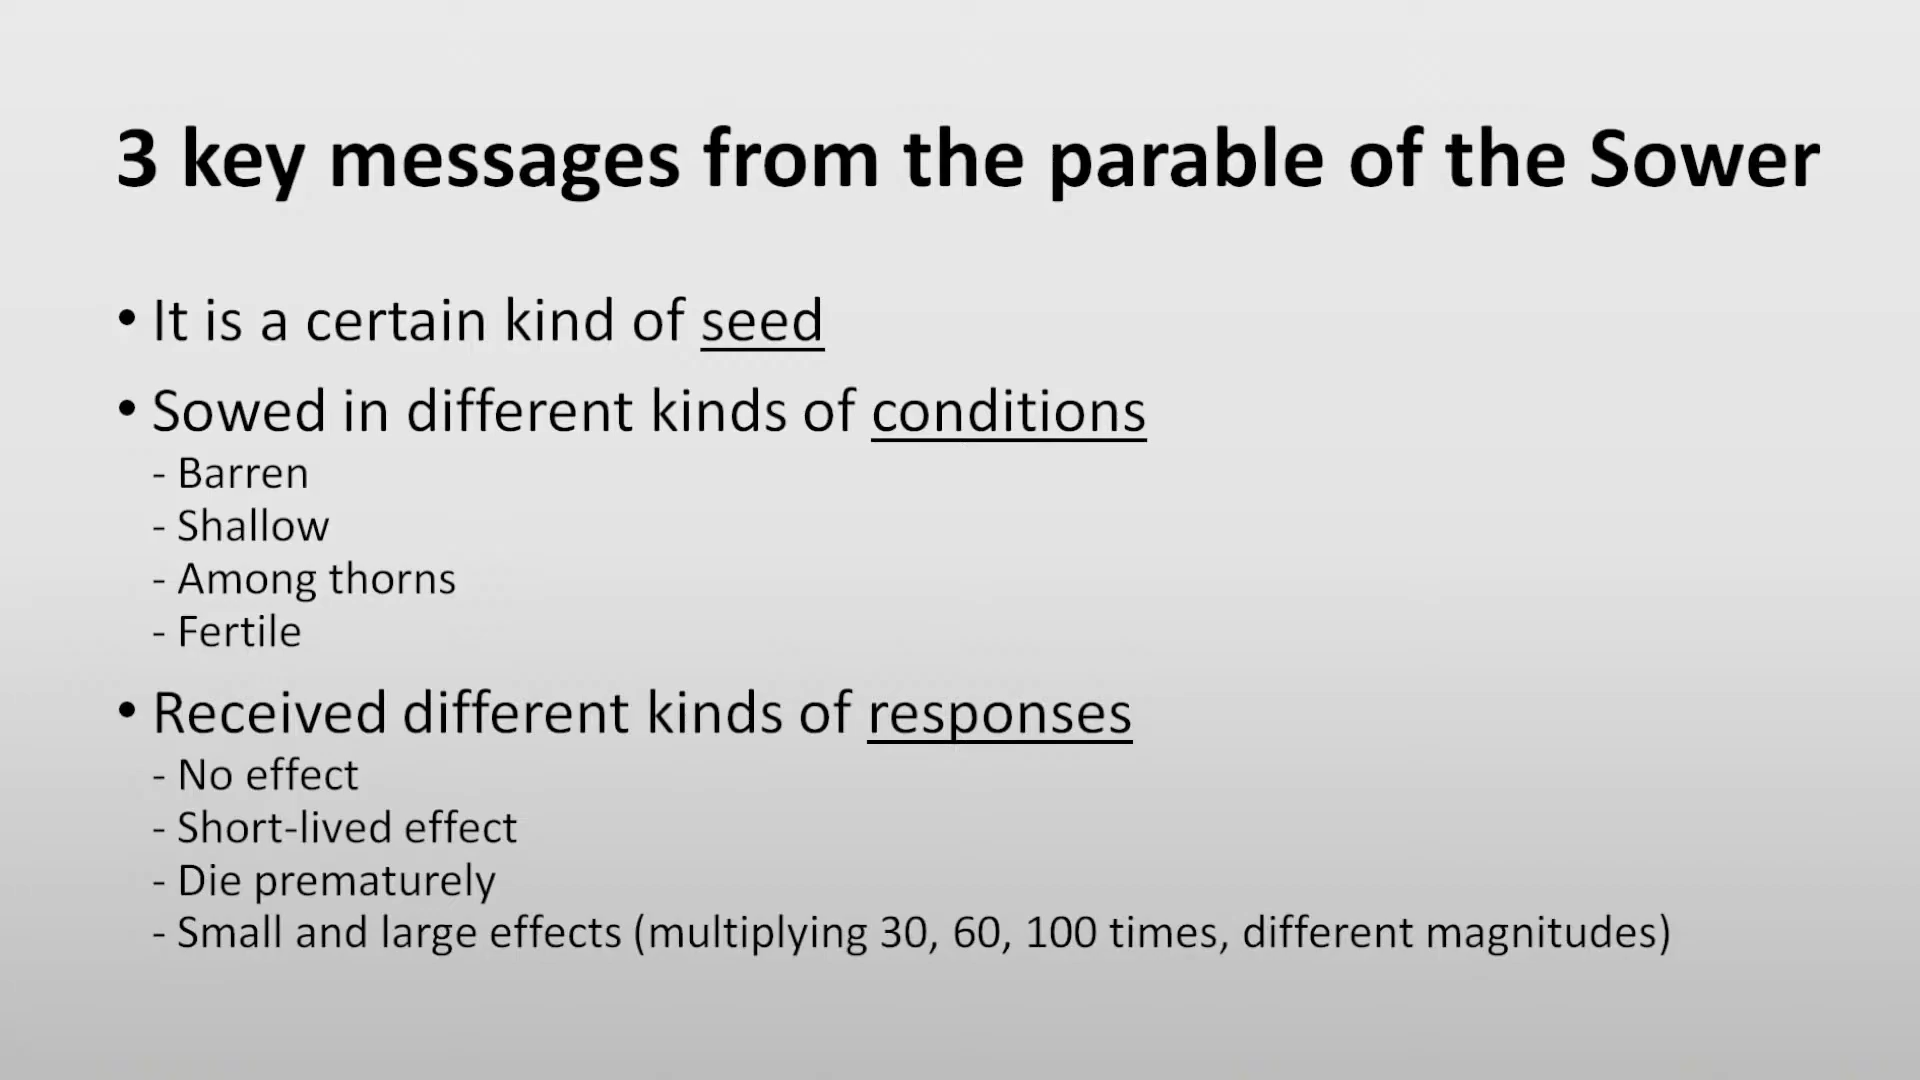 3 key messages from the parable of the Sower
• It is a certain kind of seed
• Sowed in different kinds of conditions
- Barren
- Shallow
- Among thorns
- Fertile
• Received different kinds of responses
- No effect
- Short-lived effect
- Die prematurely
- Small and large effects (multiplying 30, 60, 100 times, different magnitudes)